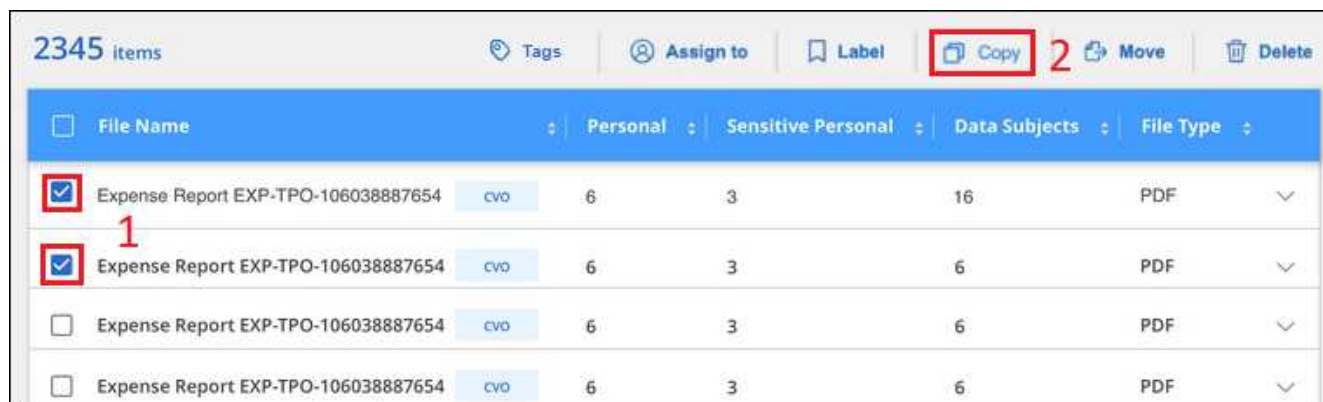 2345 items Tags Assign to Label Copy 2 Move Delete
File Name Personal Sensitive Personal Data Subjects File Type
Expense Report EXP-TPO-106038887654 CVO 6 3 16 PDF
1
Expense Report EXP-TPO-106038887654 CVO 6 3 6 PDF
Expense Report EXP-TPO-106038887654 CVO 6 3 6 PDF
Expense Report EXP-TPO-106038887654 CVO 6 3 6 PDF